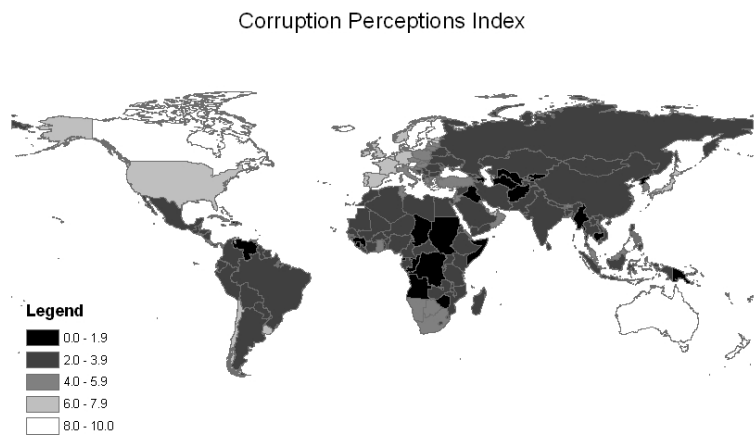 Corruption Perceptions Index
Legend
0.0 - 1.9
2.0 - 3.9
4.0 - 5.9
6.0 - 7.9
8.0 - 10.0